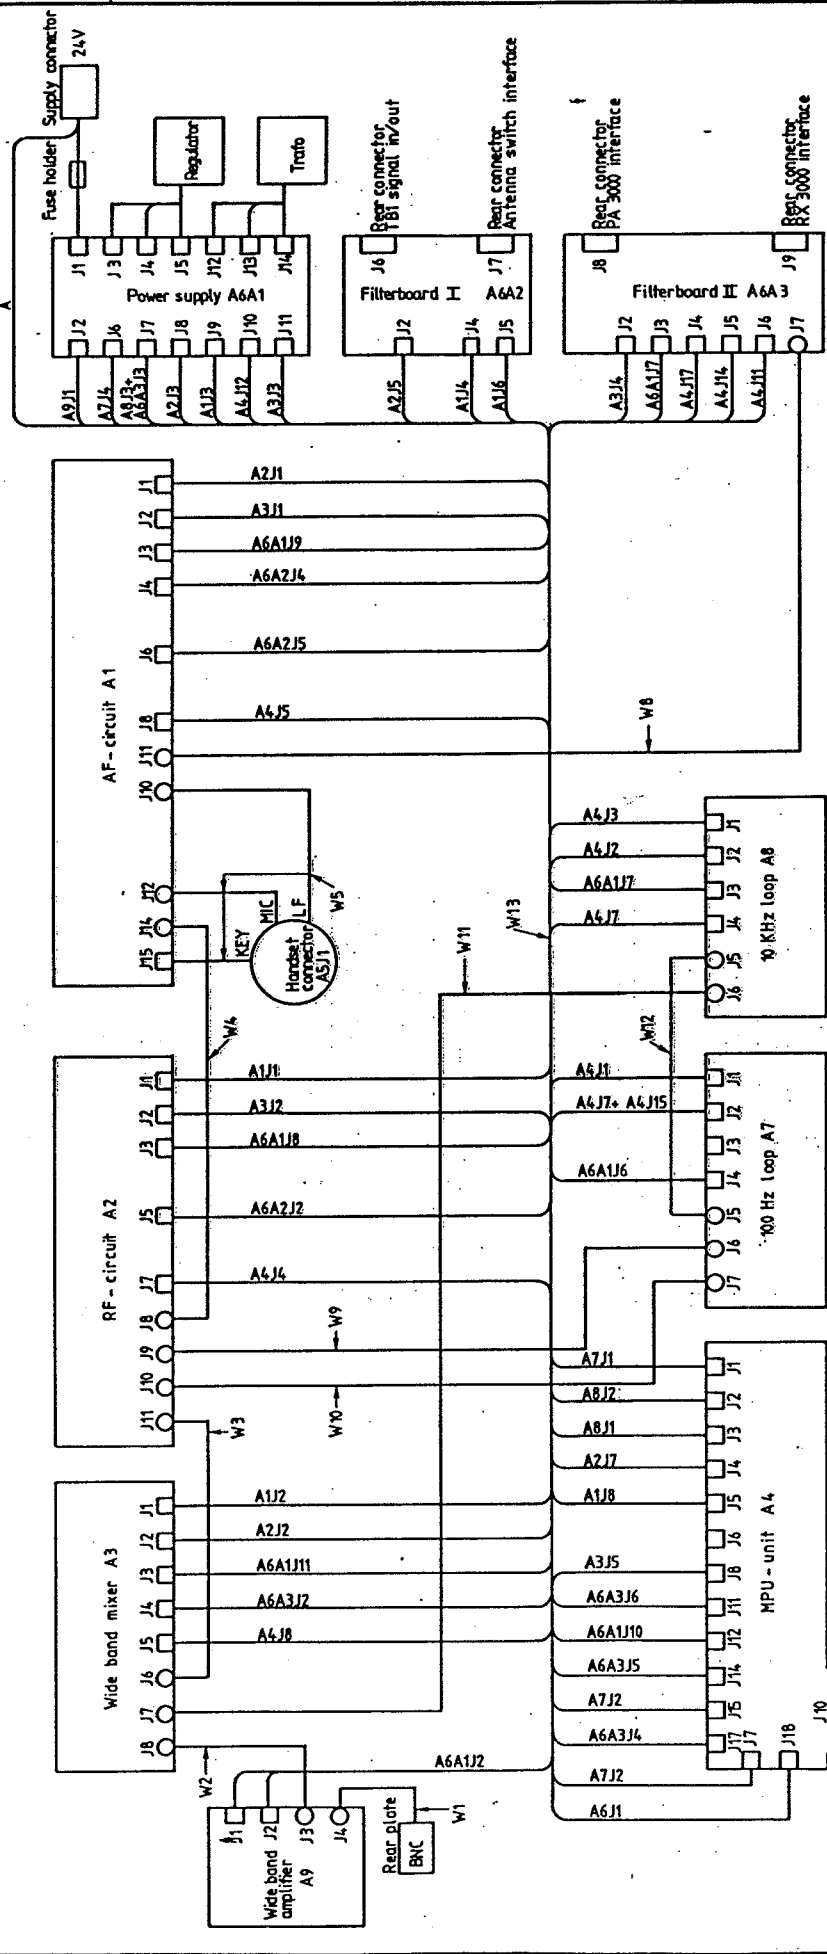 A
Supply connector
24V
Fuse holder
Regulator
Trafo
J1
J3
J4
J5
J12
J13
J14
Power supply A6A1
J2
J6
J7
J8
J9
J10
J11
A9J1
A7J4
A8J3+
A6A3J3
A2J3
A1J3
A4J12
A3J3
Rear connector
TB1 signal in/out
Rear connector
Antenna switch interface
J6
J7
Filterboard I A6A2
J2
J4
J5
A2J5
A1J4
A1J6
Rear connector
PA 3000 interface
Rear connector
RX 3000 interface
J8
J9
Filterboard II A6A3
J2
J3
J4
J5
J6
J7
A3J4
A6A1J7
A4J17
A4J14
A4J11
AF-circuit A1
J1
J2
J3
J4
J6
J8
J11
J10
J12
J14
J15
A2J1
A3J1
A6A1J9
A6A2J4
A6A2J5
A4J5
W8
KEY
MIC
LF
W5
Handset
connector
A5J1
W4
W11
W13
RF-circuit A2
J1
J2
J3
J5
J7
J8
J9
J10
J11
A1J1
A3J2
A6A1J8
A6A2J2
A4J4
W9
W10
W3
10 KHz loop A8
J1
J2
J3
J4
J5
J6
A4J3
A4J2
A6A1J7
A4J7
W12
100 Hz loop A7
J1
J2
J3
J4
J5
J6
J7
A4J1
A4J7+ A4J15
A6A1J6
Wide band mixer A3
J1
J2
J3
J4
J5
J6
J7
J8
A1J2
A2J2
A6A1J11
A6A3J2
A4J8
W2
A6A1J2
Wide band
amplifier
A9
J1
J2
J3
J4
Rear plate
BNC
W1
MPU-unit A4
J1
J2
J3
J4
J5
J6
J8
J11
J12
J14
J15
J17
J7
J18
J10
A7J1
A8J2
A8J1
A2J7
A1J8
A3J5
A6A3J6
A6A1J10
A6A3J5
A7J2
A6A3J4
A7J2
A6J1